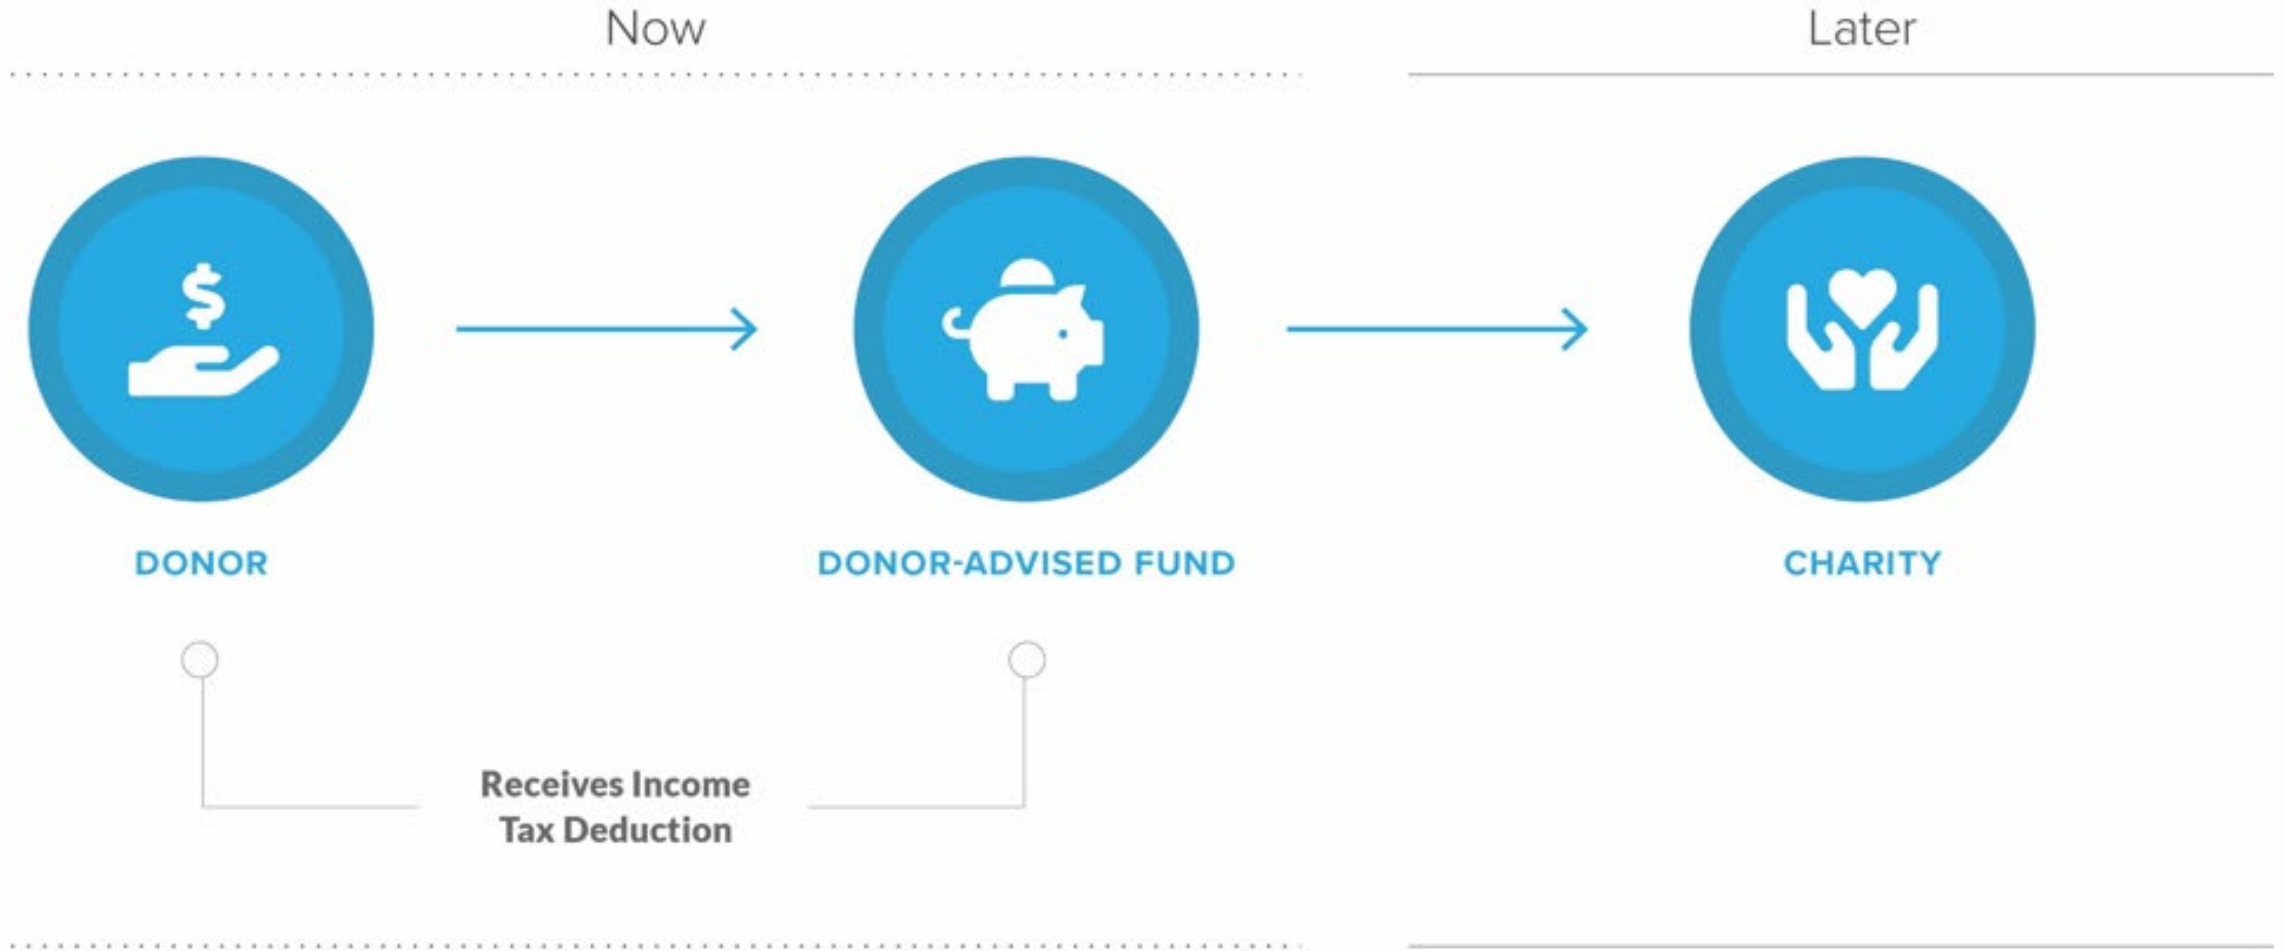 Now
Later
DONOR
DONOR-ADVISED FUND
CHARITY
Receives Income
Tax Deduction